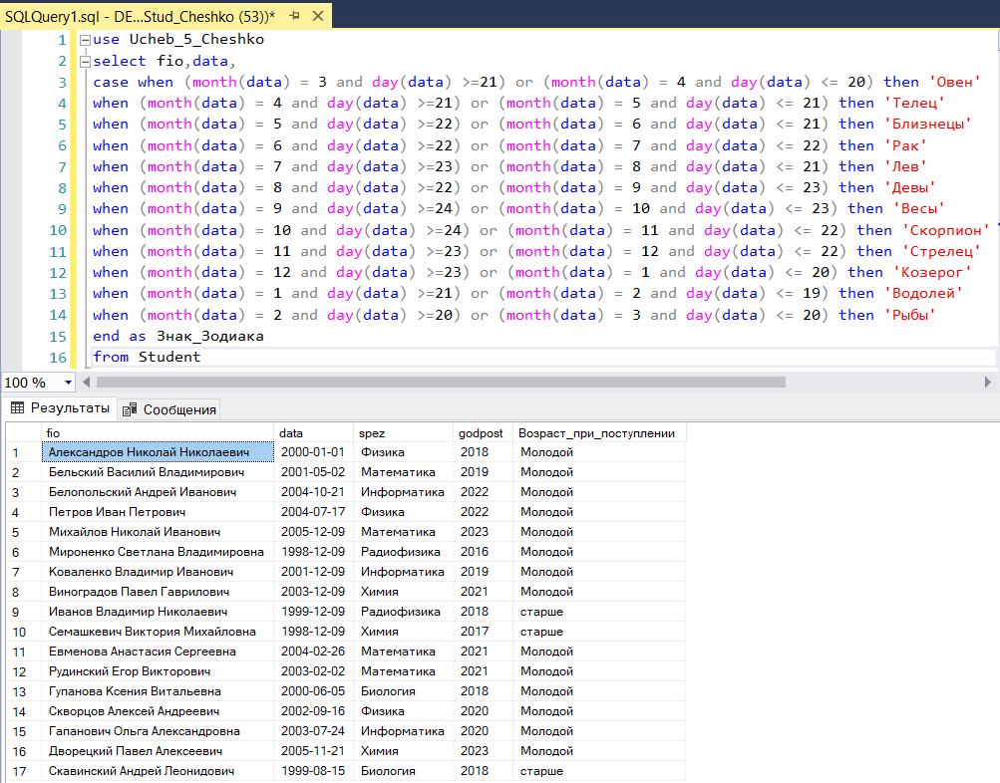 SQLQuery1.sql - DE...Stud_Cheshko (53))*
1 use Ucheb_5_Cheshko
2 select fio,data,
3 case when (month(data) = 3 and day(data) >=21) or (month(data) = 4 and day(data) <= 20) then 'Овен'
4 when (month(data) = 4 and day(data) >=21) or (month(data) = 5 and day(data) <= 21) then 'Телец'
5 when (month(data) = 5 and day(data) >=22) or (month(data) = 6 and day(data) <= 21) then 'Близнецы'
6 when (month(data) = 6 and day(data) >=22) or (month(data) = 7 and day(data) <= 22) then 'Рак'
7 when (month(data) = 7 and day(data) >=23) or (month(data) = 8 and day(data) <= 21) then 'Лев'
8 when (month(data) = 8 and day(data) >=22) or (month(data) = 9 and day(data) <= 23) then 'Девы'
9 when (month(data) = 9 and day(data) >=24) or (month(data) = 10 and day(data) <= 23) then 'Весы'
10 when (month(data) = 10 and day(data) >=24) or (month(data) = 11 and day(data) <= 22) then 'Скорпион'
11 when (month(data) = 11 and day(data) >=23) or (month(data) = 12 and day(data) <= 22) then 'Стрелец'
12 when (month(data) = 12 and day(data) >=23) or (month(data) = 1 and day(data) <= 20) then 'Козерог'
13 when (month(data) = 1 and day(data) >=21) or (month(data) = 2 and day(data) <= 19) then 'Водолей'
14 when (month(data) = 2 and day(data) >=20) or (month(data) = 3 and day(data) <= 20) then 'Рыбы'
15 end as Знак_Зодиака
16 from Student
100 %
Результаты Сообщения
fio data spez godpost Возраст_при_поступлении
1 Александров Николай Николаевич 2000-01-01 Физика 2018 Молодой
2 Бельский Василий Владимирович 2001-05-02 Математика 2019 Молодой
3 Белопольский Андрей Иванович 2004-10-21 Информатика 2022 Молодой
4 Петров Иван Петрович 2004-07-17 Физика 2022 Молодой
5 Михайлов Николай Иванович 2005-12-09 Математика 2023 Молодой
6 Мироненко Светлана Владимировна 1998-12-09 Радиофизика 2016 Молодой
7 Коваленко Владимир Иванович 2001-12-09 Информатика 2019 Молодой
8 Виноградов Павел Гаврилович 2003-12-09 Химия 2021 Молодой
9 Иванов Владимир Николаевич 1999-12-09 Радиофизика 2018 старше
10 Семашкевич Виктория Михайловна 1998-12-09 Химия 2017 старше
11 Евменова Анастасия Сергеевна 2004-02-26 Математика 2021 Молодой
12 Рудинский Егор Викторович 2003-02-02 Математика 2021 Молодой
13 Гупанова Ксения Витальевна 2000-06-05 Биология 2018 Молодой
14 Скворцов Алексей Андреевич 2002-09-16 Физика 2020 Молодой
15 Гапанович Ольга Александровна 2003-07-24 Информатика 2020 Молодой
16 Дворецкий Павел Алексеевич 2005-11-21 Химия 2023 Молодой
17 Скавинский Андрей Леонидович 1999-08-15 Биология 2018 старше